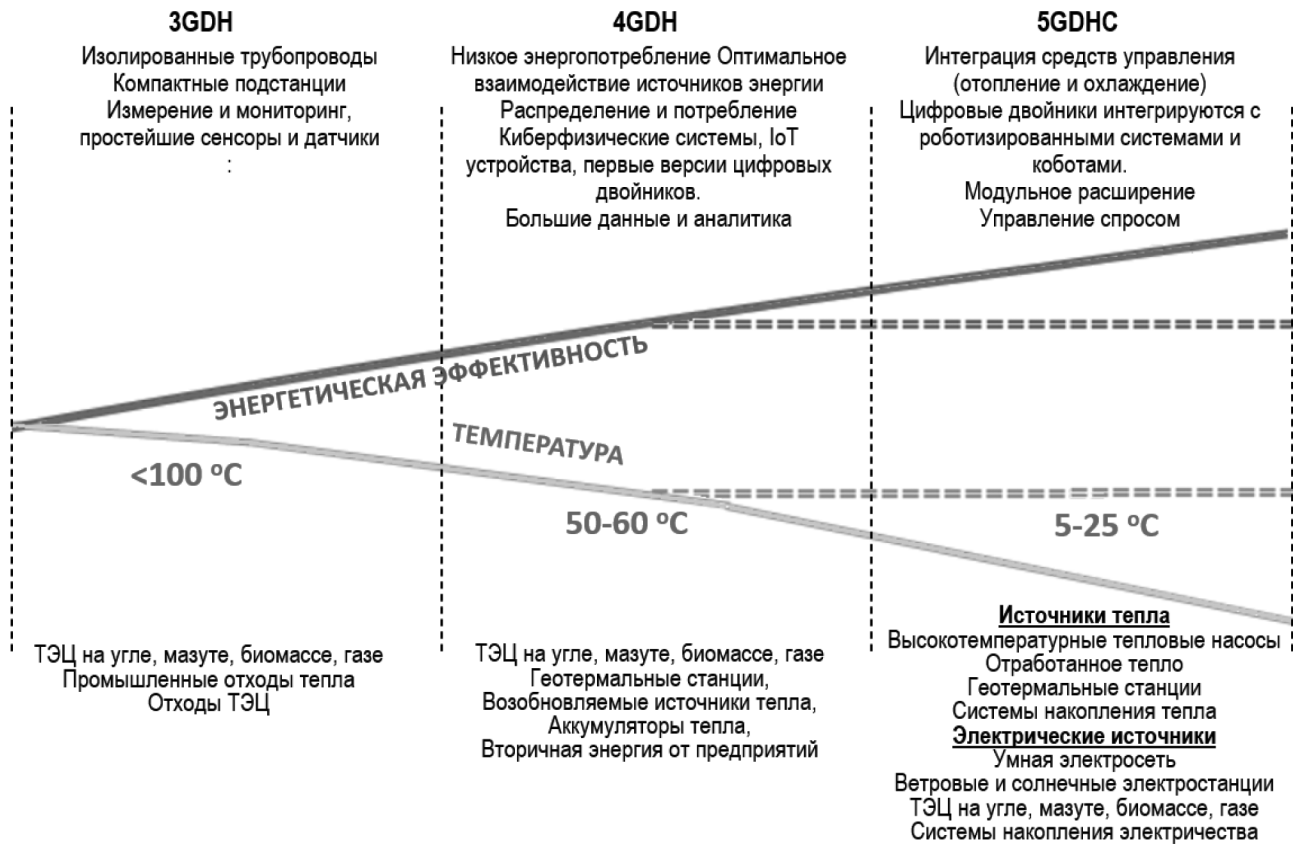 3GDH
Изолированные трубопроводы
Компактные подстанции
Измерение и мониторинг,
простейшие сенсоры и датчики
:
4GDH
Низкое энергопотребление Оптимальное
взаимодействие источников энергии
Распределение и потребление
Киберфизические системы, IoT
устройства, первые версии цифровых
двойников.
Большие данные и аналитика
5GDHC
Интеграция средств управления
(отопление и охлаждение)
Цифровые двойники интегрируются с
роботизированными системами и
коботами.
Модульное расширение
Управление спросом
ЭНЕРГЕТИЧЕСКАЯ ЭФФЕКТИВНОСТЬ
ТЕМПЕРАТУРА
<100 °C
50-60 °C
5-25 °C
ТЭЦ на угле, мазуте, биомассе, газе
Промышленные отходы тепла
Отходы ТЭЦ
ТЭЦ на угле, мазуте, биомассе, газе
Геотермальные станции,
Возобновляемые источники тепла,
Аккумуляторы тепла,
Вторичная энергия от предприятий
Источники тепла
Высокотемпературные тепловые насосы
Отработанное тепло
Геотермальные станции
Системы накопления тепла
Электрические источники
Умная электросеть
Ветровые и солнечные электростанции
ТЭЦ на угле, мазуте, биомассе, газе
Системы накопления электричества